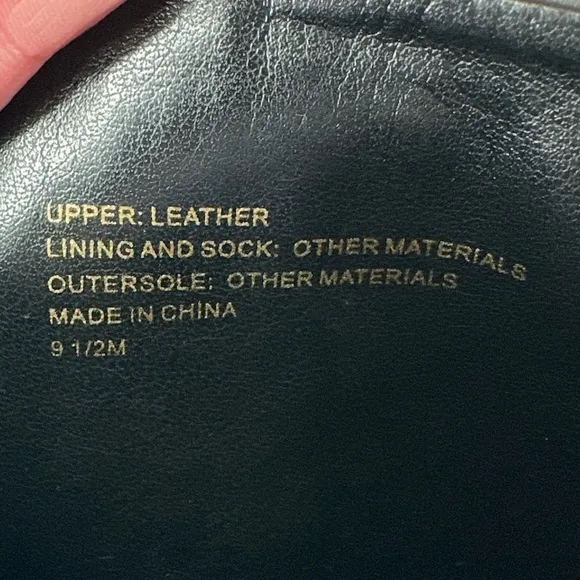 UPPER: LEATHER
LINING AND SOCK: OTHER MATERIALS
OUTERSOLE: OTHER MATERIALS
MADE IN CHINA
9 1/2M